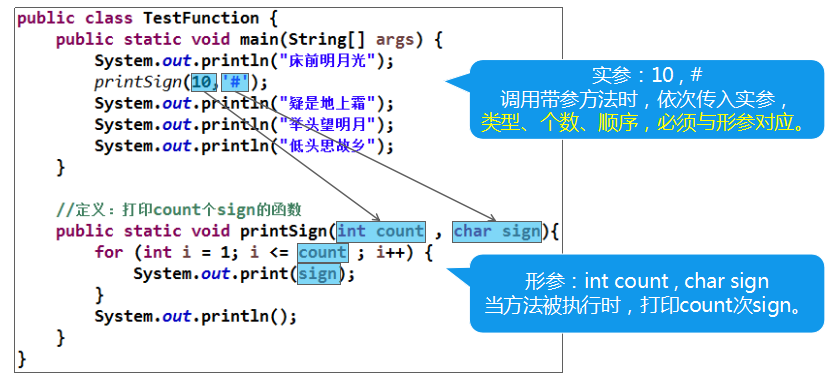 public class TestFunction {
public static void main(String[] args) {
System.out.println("床前明月光");
printSign(10,'#');
System.out.println("疑是地上霜");
System.out.println("举头望明月");
System.out.println("低头思故乡");
}
//定义：打印count个sign的函数
public static void printSign(int count , char sign){
for (int i = 1; i <= count ; i++) {
System.out.print(sign);
}
System.out.println();
}
}
实参：10 , #
调用带参方法时，依次传入实参，
类型、个数、顺序，必须与形参对应。
形参：int count , char sign
当方法被执行时，打印count次sign。